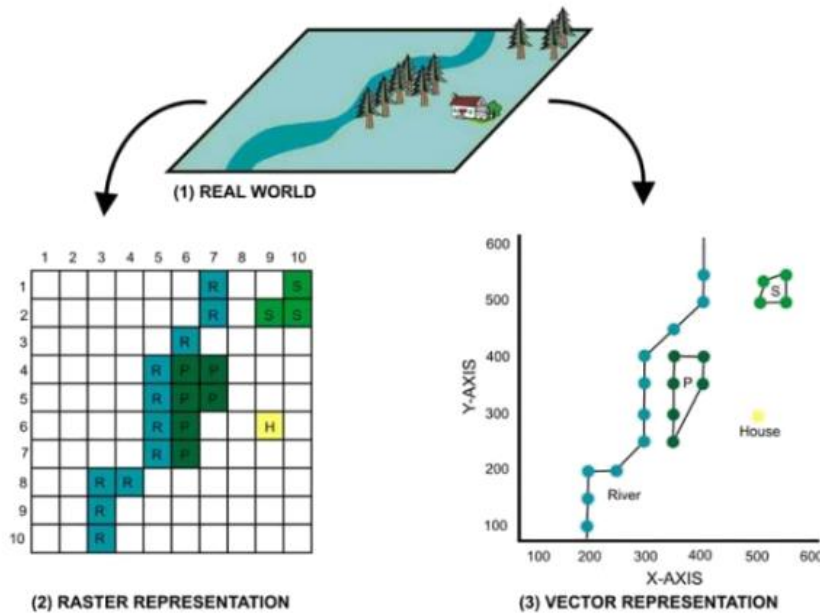 (1) REAL WORLD
1 2 3 4 5 6 7 8 9 10
1 R S
2 R S S
3 R
4 R P P
5 R P P
6 R P H
7 R P
8 R R
9 R
10 R
(2) RASTER REPRESENTATION
600
500
400
300
200
100
Y-AXIS
S
P
House
River
100 200 300 400 500 600
X-AXIS
(3) VECTOR REPRESENTATION